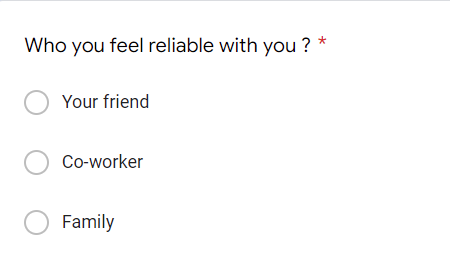 Who you feel reliable with you ? *
Your friend
Co-worker
Family